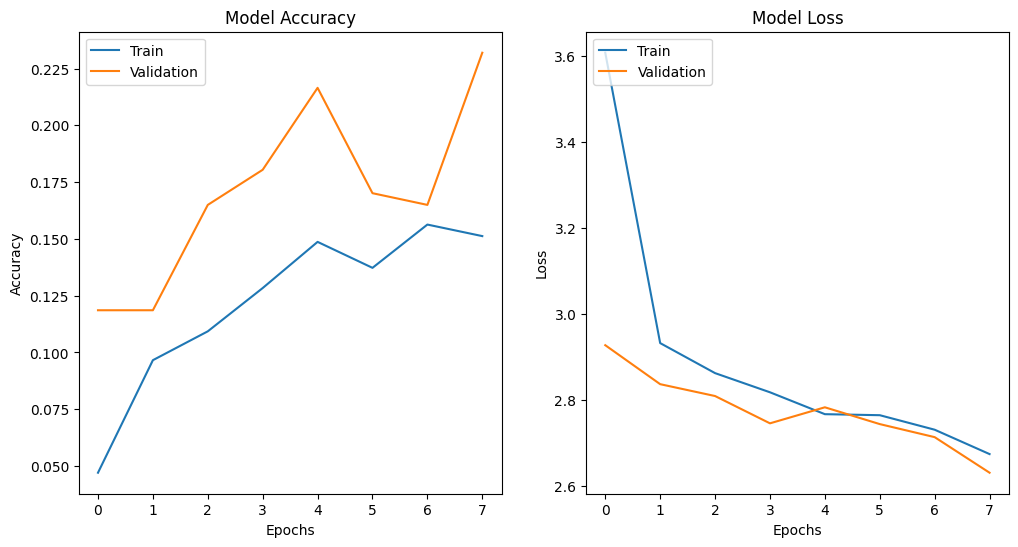 Model Accuracy
Train
Validation
0.225
0.200
0.175
0.150
0.125
0.100
0.075
0.050
Accuracy
0 1 2 3 4 5 6 7
Epochs
Model Loss
Train
Validation
3.6
3.4
3.2
3.0
2.8
2.6
Loss
0 1 2 3 4 5 6 7
Epochs